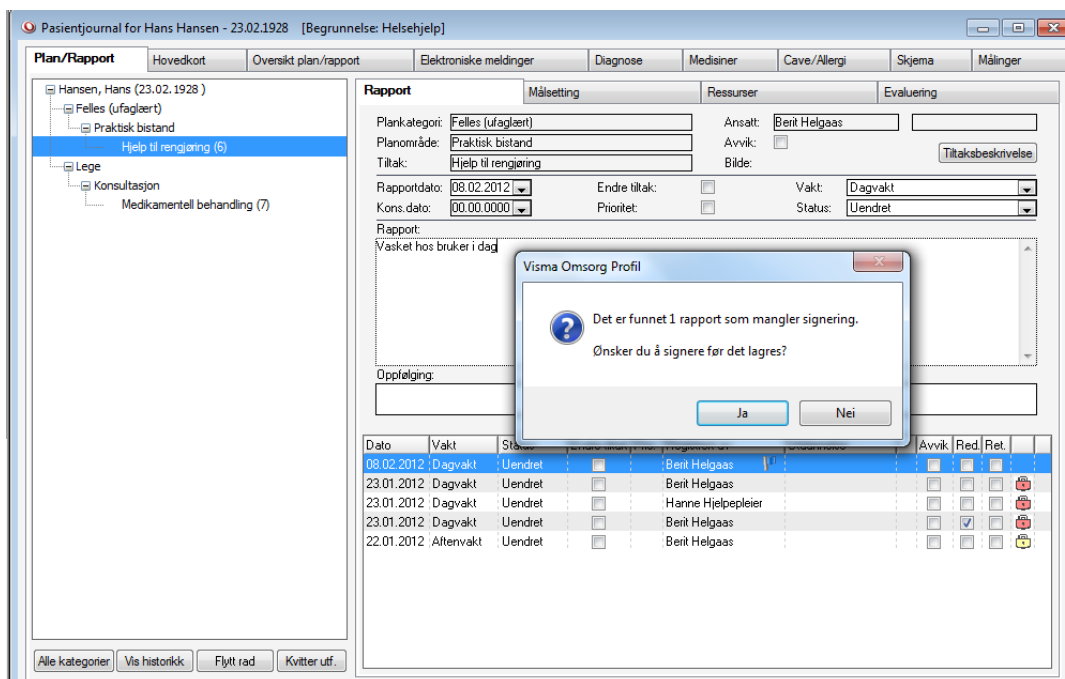 Pasientjournal for Hans Hansen - 23.02.1928 [Begrunnelse: Helsehjelp]
Plan/Rapport Hovedkort Oversikt plan/rapport Elektroniske meldinger Diagnose Medisiner Cave/Allergi Skjema Målinger
Hansen, Hans (23.02.1928 )
Felles (ufaglært)
Praktisk bistand
Hjelp til rengjøring (6)
Lege
Konsultasjon
Medikamentell behandling (7)
Rapport Målsetting Ressurser Evaluering
Plankategori: Felles (ufaglært) Ansatt: Berit Helgaas
Planområde: Praktisk bistand Avvik:
Tiltaksbeskrivelse
Tiltak: Hjelp til rengjøring Bilde:
Rapportdato: 08.02.2012 Endre tiltak: Vakt: Dagvakt
Kons.dato: 00.00.0000 Prioritet: Status: Uendret
Rapport:
Vasket hos bruker i dag
Visma Omsorg Profil
Det er funnet 1 rapport som mangler signering.
Ønsker du å signere før det lagres?
Ja Nei
Oppfølging:
Dato Vakt Avvik Red. Ret.
08.02.2012 Dagvakt Uendret Berit Helgaas
23.01.2012 Dagvakt Uendret Berit Helgaas
23.01.2012 Dagvakt Uendret Hanne Hjelpepleier
23.01.2012 Dagvakt Uendret Berit Helgaas
22.01.2012 Aftenvakt Uendret Berit Helgaas
Alle kategorier Vis historikk Flytt rad Kvitter utf.